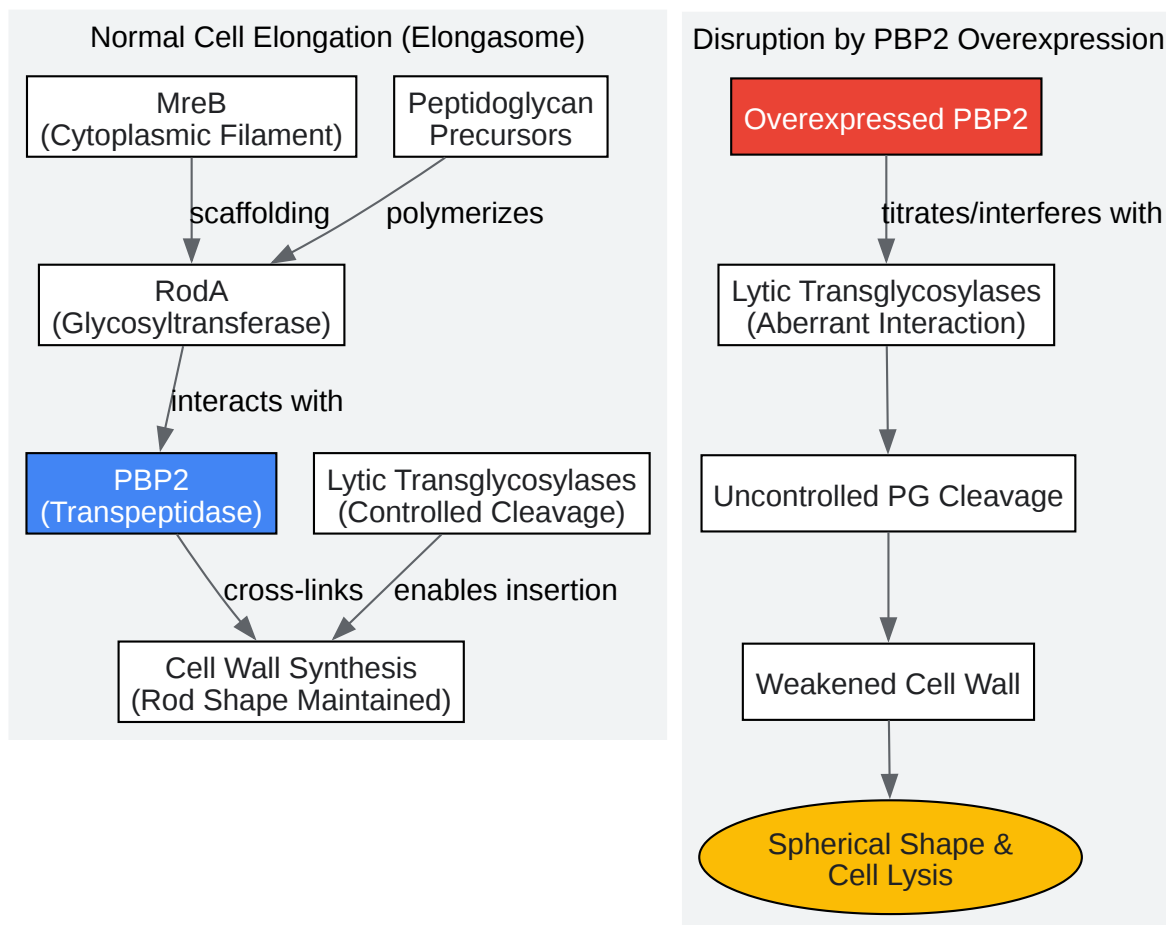 Normal Cell Elongation (Elongasome)
MreB
(Cytoplasmic Filament)
Peptidoglycan
Precursors
scaffolding
polymerizes
RodA
(Glycosyltransferase)
interacts with
PBP2
(Transpeptidase)
Lytic Transglycosylases
(Controlled Cleavage)
cross-links
enables insertion
Cell Wall Synthesis
(Rod Shape Maintained)
Disruption by PBP2 Overexpression
Overexpressed PBP2
titrates/interferes with
Lytic Transglycosylases
(Aberrant Interaction)
Uncontrolled PG Cleavage
Weakened Cell Wall
Spherical Shape &
Cell Lysis